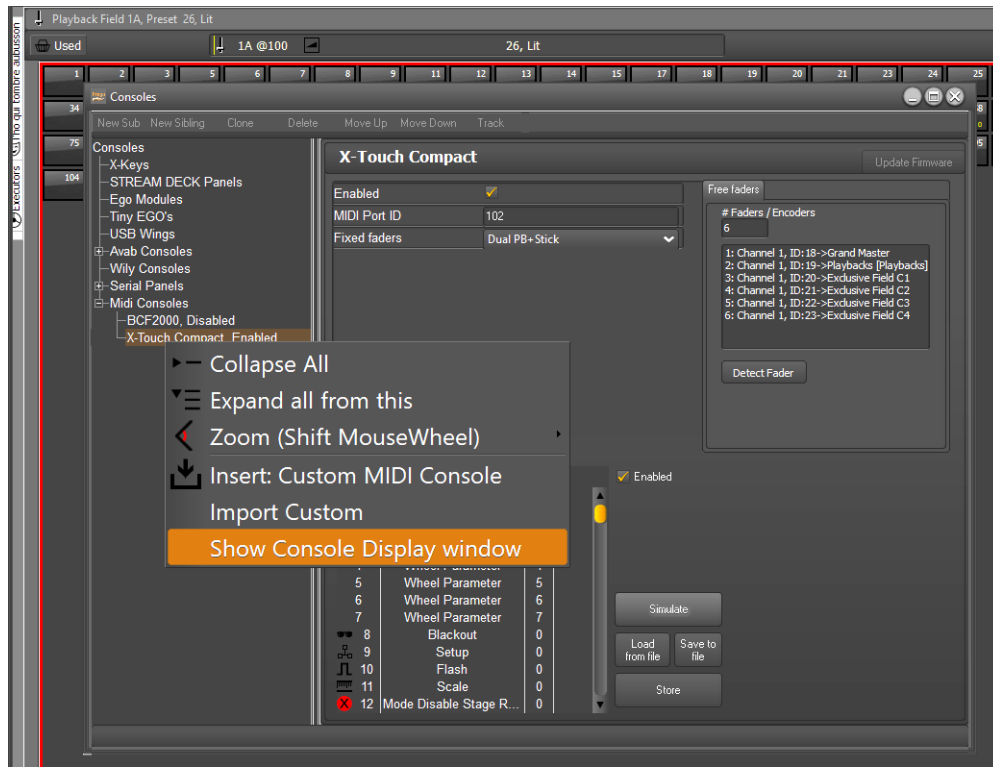 Playback Field 1A, Preset 26, Lit
Used
1A @100
26, Lit
l'ho qui tombre aubusson
Executors
1 2 3 5 6 7 8 9 11 12 13 14 15 17 18 19 20 21 23 24 25
34
75
104
Consoles
New Sub New Sibling Clone Delete Move Up Move Down Track
Consoles
X-Keys
STREAM DECK Panels
Ego Modules
Tiny EGO's
USB Wings
Avab Consoles
Wily Consoles
Serial Panels
Midi Consoles
BCF2000, Disabled
X-Touch Compact, Enabled
X-Touch Compact
Update Firmware
Enabled
MIDI Port ID 102
Fixed faders Dual PB+Stick
Free faders
# Faders / Encoders
6
1: Channel 1, ID:18->Grand Master
2: Channel 1, ID:19->Playbacks [Playbacks]
3: Channel 1, ID:20->Exclusive Field C1
4: Channel 1, ID:21->Exclusive Field C2
5: Channel 1, ID:22->Exclusive Field C3
6: Channel 1, ID:23->Exclusive Field C4
Detect Fader
Collapse All
Expand all from this
Zoom (Shift MouseWheel)
Insert: Custom MIDI Console
Import Custom
Show Console Display window
Enabled
5 Wheel Parameter 5
6 Wheel Parameter 6
7 Wheel Parameter 7
8 Blackout 0
9 Setup 0
10 Flash 0
11 Scale 0
12 Mode Disable Stage R... 0
Simulate
Load from file
Save to file
Store